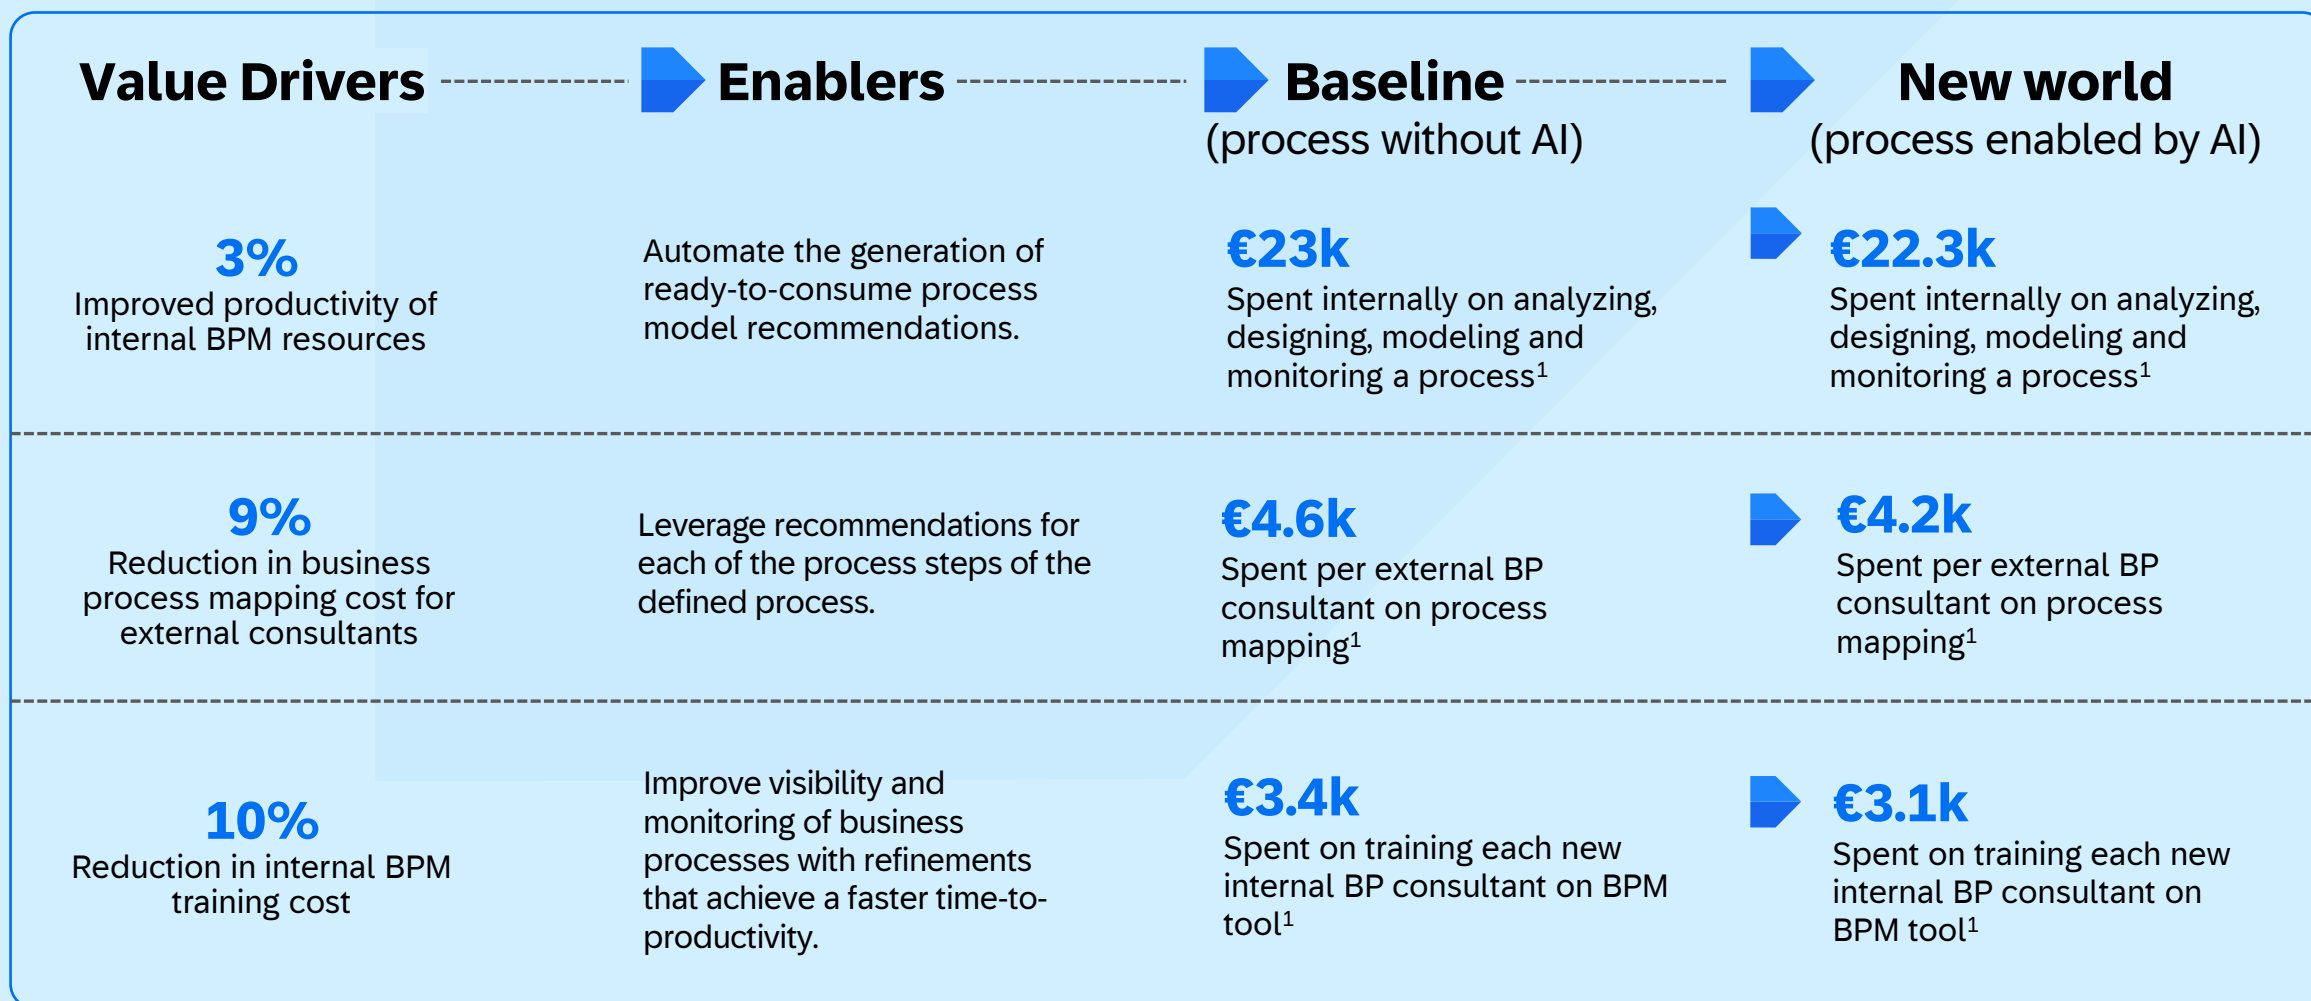 Value Drivers
Enablers
Baseline
(process without AI)
New world
(process enabled by AI)
3%
Improved productivity of
internal BPM resources
Automate the generation of
ready-to-consume process
model recommendations.
€23k
Spent internally on analyzing,
designing, modeling and
monitoring a process¹
€22.3k
Spent internally on analyzing,
designing, modeling and
monitoring a process¹
9%
Reduction in business
process mapping cost for
external consultants
Leverage recommendations for
each of the process steps of the
defined process.
€4.6k
Spent per external BP
consultant on process
mapping¹
€4.2k
Spent per external BP
consultant on process
mapping¹
10%
Reduction in internal BPM
training cost
Improve visibility and
monitoring of business
processes with refinements
that achieve a faster time-to-
productivity.
€3.4k
Spent on training each new
internal BP consultant on BPM
tool¹
€3.1k
Spent on training each new
internal BP consultant on
BPM tool¹